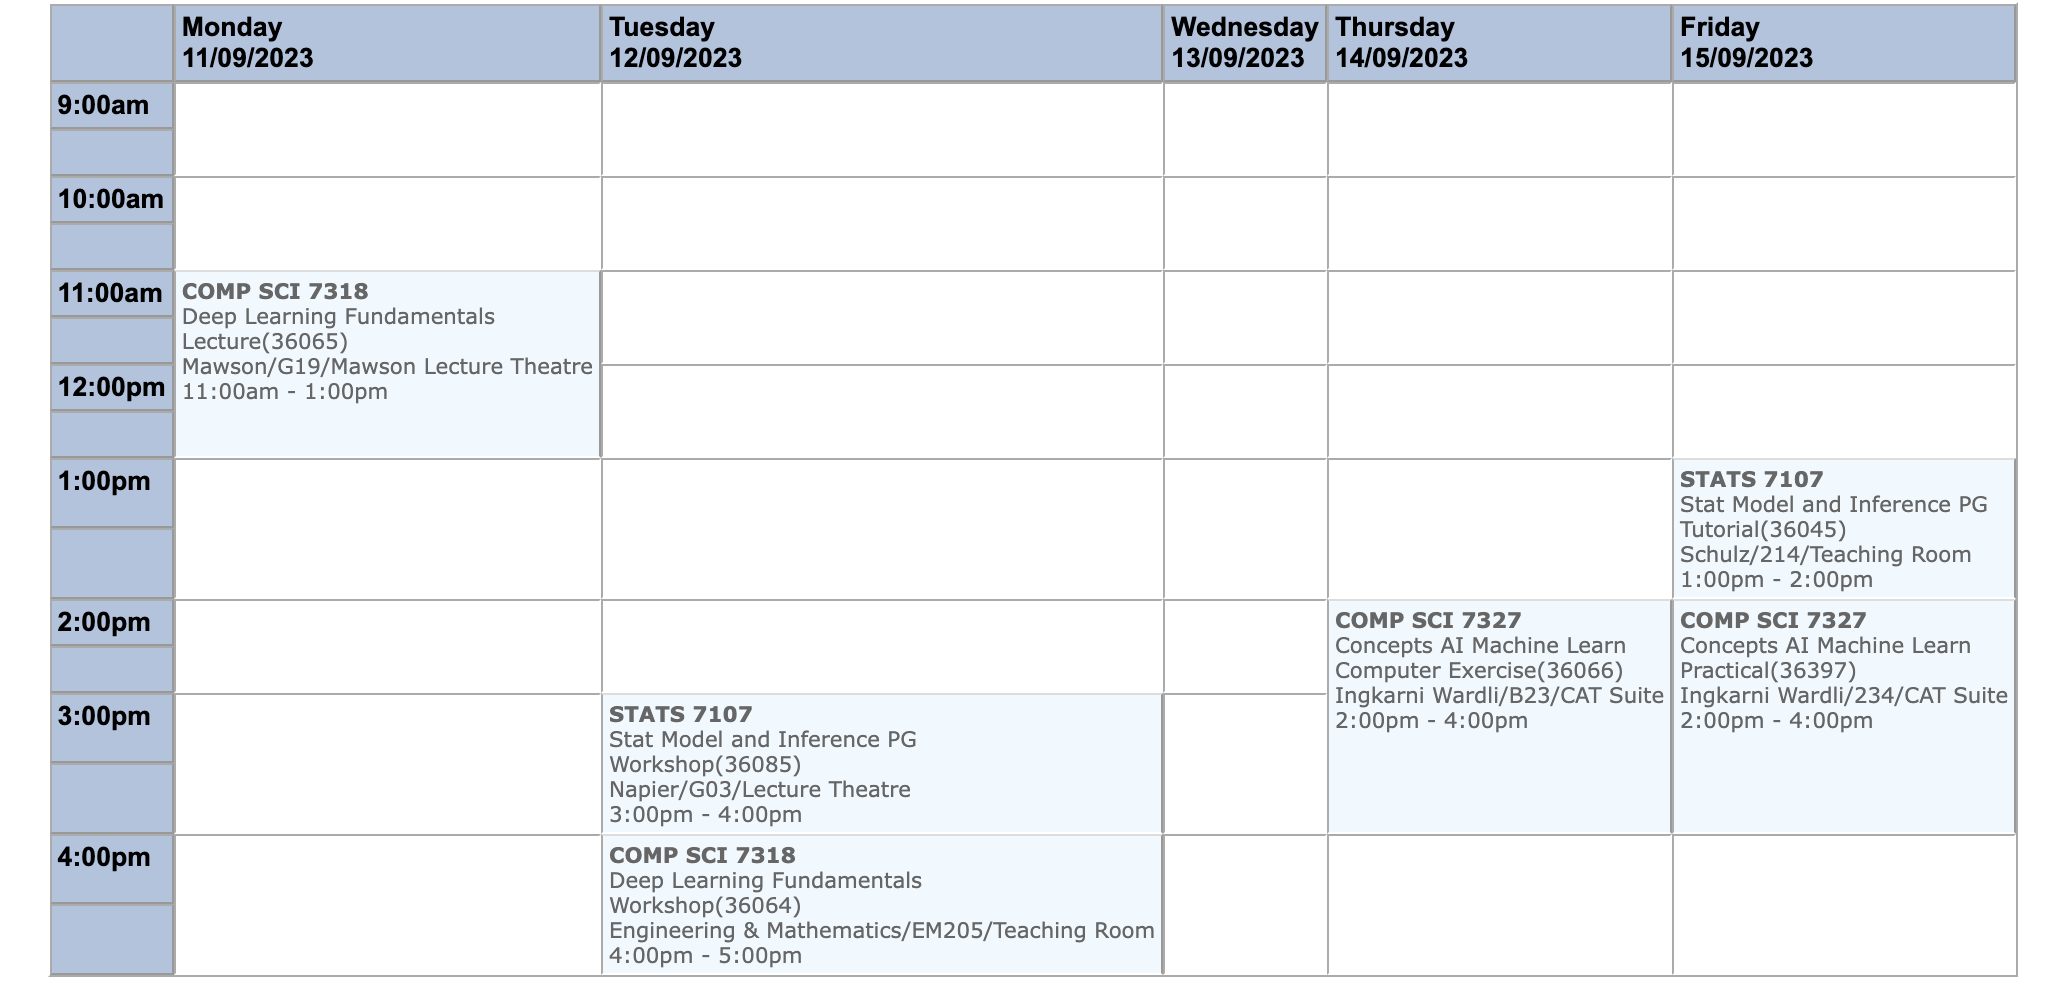 Monday
11/09/2023
Tuesday
12/09/2023
Wednesday
13/09/2023
Thursday
14/09/2023
Friday
15/09/2023
9:00am
10:00am
11:00am
COMP SCI 7318
Deep Learning Fundamentals
Lecture(36065)
Mawson/G19/Mawson Lecture Theatre
11:00am - 1:00pm
12:00pm
1:00pm
STATS 7107
Stat Model and Inference PG
Tutorial(36045)
Schulz/214/Teaching Room
1:00pm - 2:00pm
2:00pm
COMP SCI 7327
Concepts AI Machine Learn
Computer Exercise(36066)
Ingkarni Wardli/B23/CAT Suite
2:00pm - 4:00pm
COMP SCI 7327
Concepts AI Machine Learn
Practical(36397)
Ingkarni Wardli/234/CAT Suite
2:00pm - 4:00pm
3:00pm
STATS 7107
Stat Model and Inference PG
Workshop(36085)
Napier/G03/Lecture Theatre
3:00pm - 4:00pm
4:00pm
COMP SCI 7318
Deep Learning Fundamentals
Workshop(36064)
Engineering & Mathematics/EM205/Teaching Room
4:00pm - 5:00pm